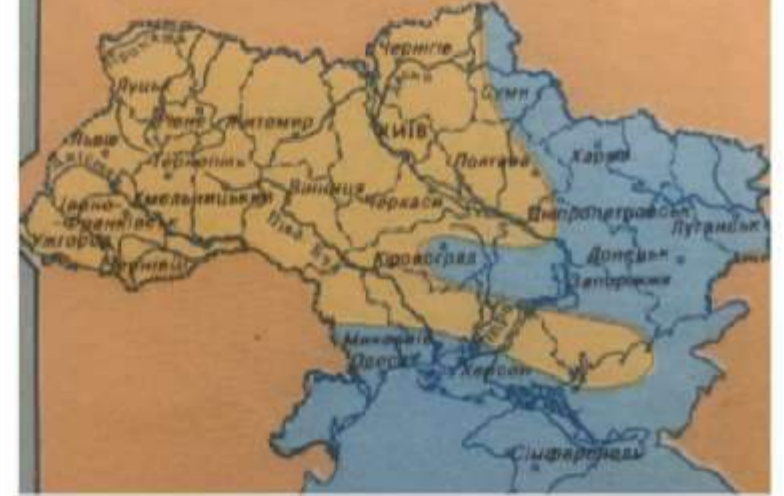 Чернігів
Суми
Луцьк
Рівне
Житомир
КИЇВ
Львів
Полтава
Харків
Тернопіль
Вінниця
Хмельницький
Черкаси
Івано-
-Франківськ
Дніпропетровськ
Луганськ
Ужгород
Чернівці
Кіровоград
Донецьк
Запоріжжя
Миколаїв
Одеса
Херсон
Сімферополь